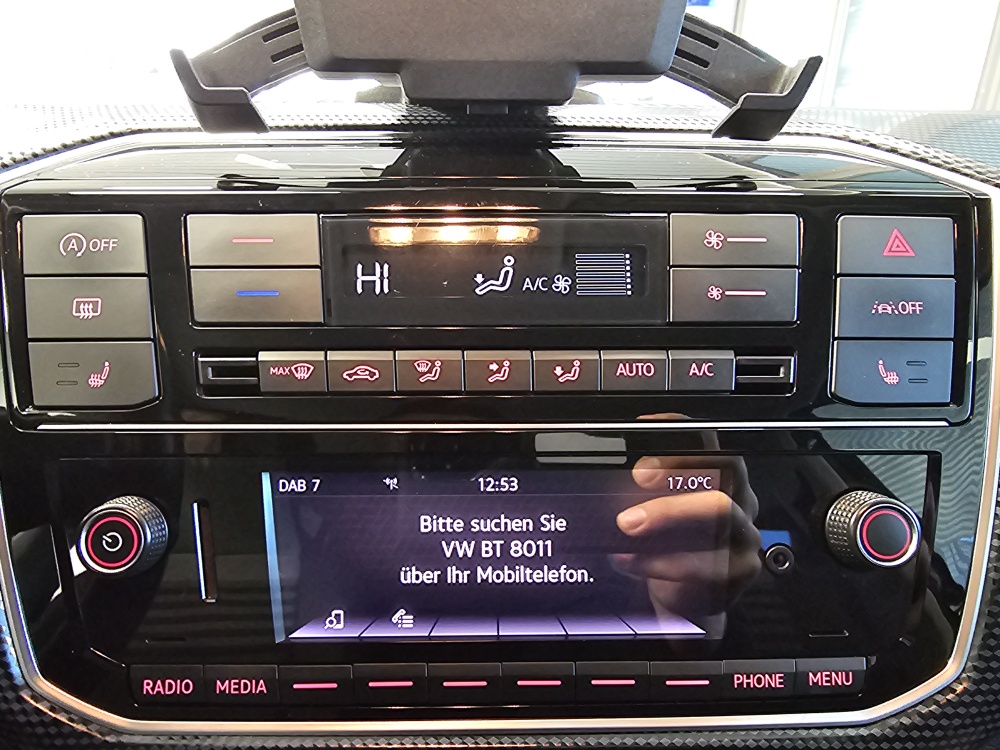 A OFF
HI
A/C
OFF
MAX
AUTO
A/C
DAB 7
12:53
17.0°C
Bitte suchen Sie
VW BT 8011
über Ihr Mobiltelefon.
RADIO
MEDIA
PHONE
MENU